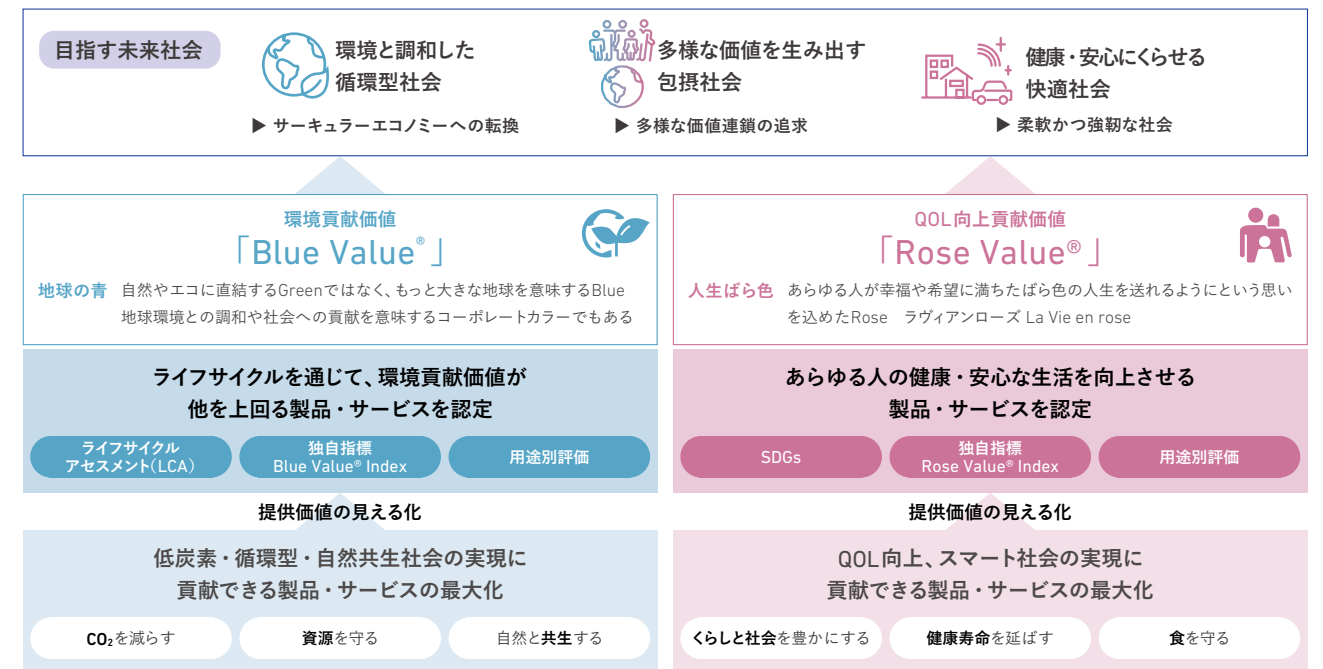 目指す未来社会
環境と調和した
循環型社会
▶ サーキュラーエコノミーへの転換
多様な価値を生み出す
包摂社会
▶ 多様な価値連鎖の追求
健康・安心にくらせる
快適社会
▶ 柔軟かつ強靭な社会
環境貢献価値
「Blue Value®」
地球の青 自然やエコに直結するGreenではなく、もっと大きな地球を意味するBlue
地球環境との調和や社会への貢献を意味するコーポレートカラーでもある
ライフサイクルを通じて、環境貢献価値が
他を上回る製品・サービスを認定
ライフサイクル
アセスメント(LCA)
独自指標
Blue Value® Index
用途別評価
提供価値の見える化
低炭素・循環型・自然共生社会の実現に
貢献できる製品・サービスの最大化
CO₂を減らす
資源を守る
自然と共生する
QOL向上貢献価値
「Rose Value®」
人生ばら色 あらゆる人が幸福や希望に満ちたばら色の人生を送れるようにという思い
を込めたRose ラヴィアンローズ La Vie en rose
あらゆる人の健康・安心な生活を向上させる
製品・サービスを認定
SDGs
独自指標
Rose Value® Index
用途別評価
提供価値の見える化
QOL向上、スマート社会の実現に
貢献できる製品・サービスの最大化
くらしと社会を豊かにする
健康寿命を延ばす
食を守る